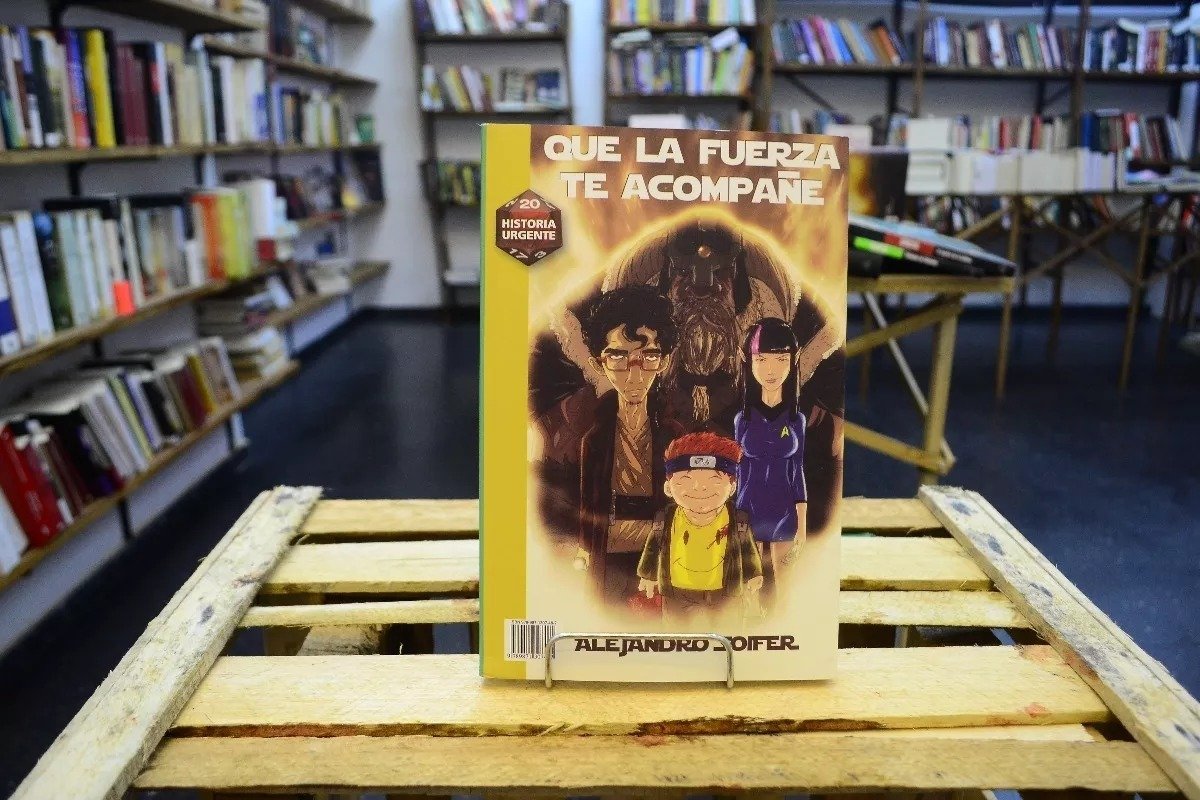 QUE LA FUERZA
TE ACOMPAÑE
20
HISTORIA
URGENTE
ALEJANDRO SOIFER